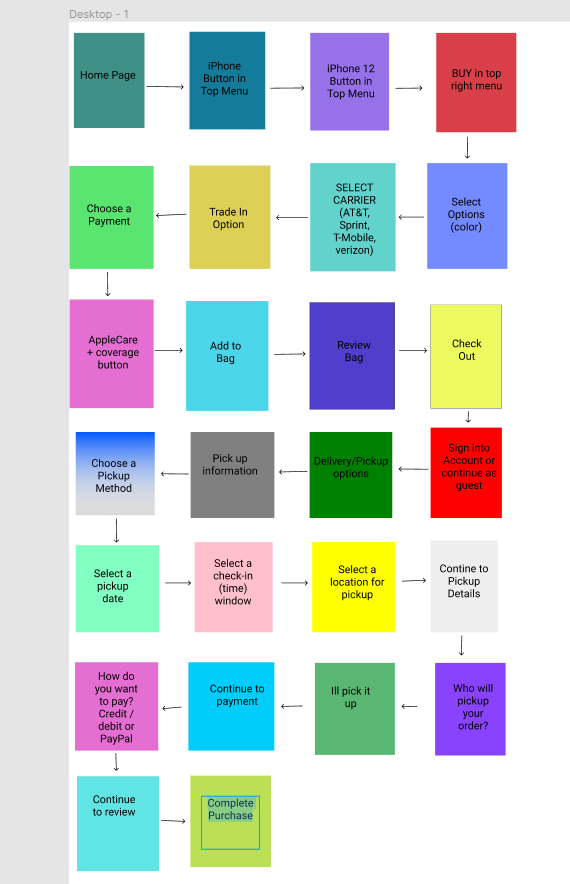 Desktop - 1
Home Page
iPhone
Button in
Top Menu
iPhone 12
Button in
Top Menu
BUY in top
right menu
Choose a
Payment
Trade In
Option
SELECT
CARRIER
(AT&T,
Sprint,
T-Mobile,
verizon)
Select
Options
(color)
AppleCare
+ coverage
button
Add to
Bag
Review
Bag
Check
Out
Choose a
Pickup
Method
Pick up
information
Delivery/Pickup
options
Sign into
Account or
continue as
guest
Select a
pickup
date
Select a
check-in
(time)
window
Select a
location for
pickup
Contine to
Pickup
Details
How do
you want
to pay?
Credit /
debit or
PayPal
Continue to
payment
Ill pick it
up
Who will
pickup
your
order?
Continue
to review
Complete
Purchase